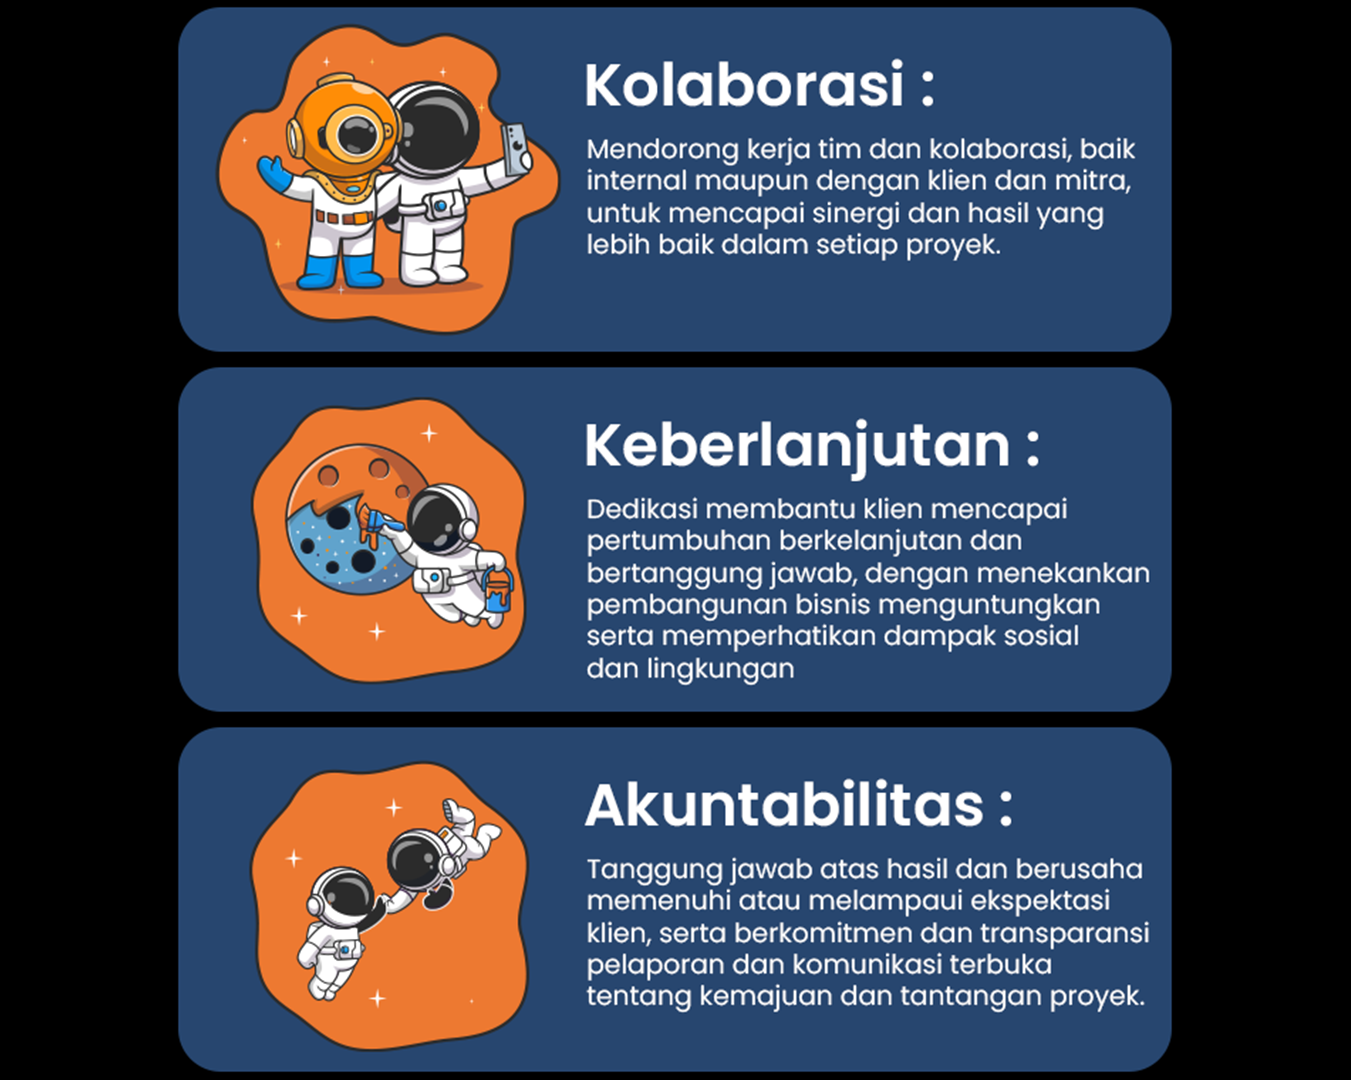 Kolaborasi :
Mendorong kerja tim dan kolaborasi, baik
internal maupun dengan klien dan mitra,
untuk mencapai sinergi dan hasil yang
lebih baik dalam setiap proyek.
Keberlanjutan :
Dedikasi membantu klien mencapai
pertumbuhan berkelanjutan dan
bertanggung jawab, dengan menekankan
pembangunan bisnis menguntungkan
serta memperhatikan dampak sosial
dan lingkungan
Akuntabilitas :
Tanggung jawab atas hasil dan berusaha
memenuhi atau melampaui ekspektasi
klien, serta berkomitmen dan transparansi
pelaporan dan komunikasi terbuka
tentang kemajuan dan tantangan proyek.